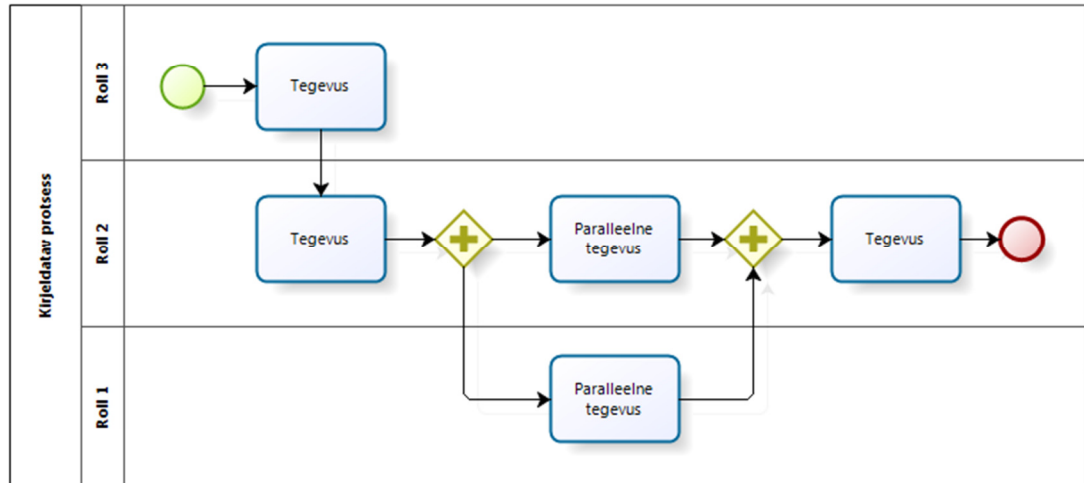 Kirjeldatav protsess
Roll 3
Tegevus
Roll 2
Tegevus
Paralleelne
tegevus
Tegevus
Roll 1
Paralleelne
tegevus